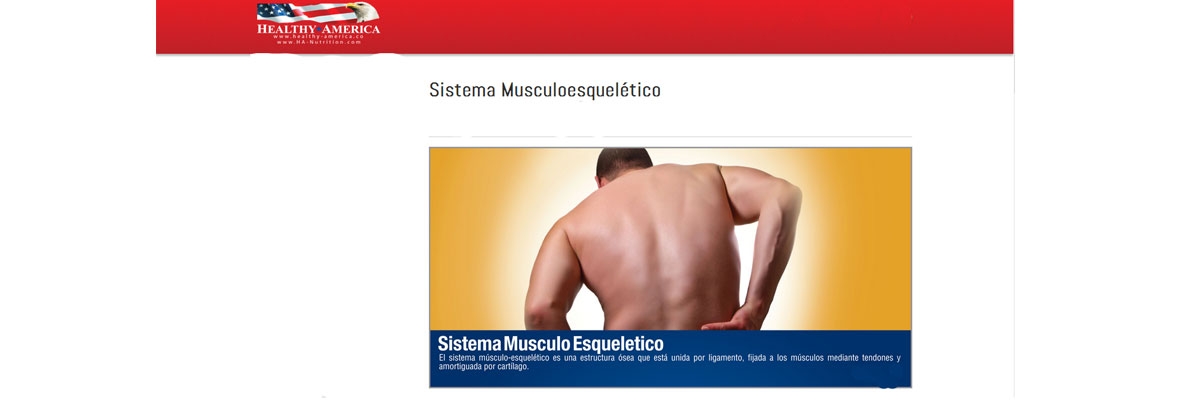 HEALTHY AMERICA
www.healthy-america.co
www.HA-Nutrition.com
Sistema Musculoesquelético
Sistema Musculo Esqueletico
El sistema músculo-esquelético es una estructura ósea que está unida por ligamento, fijada a los músculos mediante tendones y
amortiguada por cartílago.